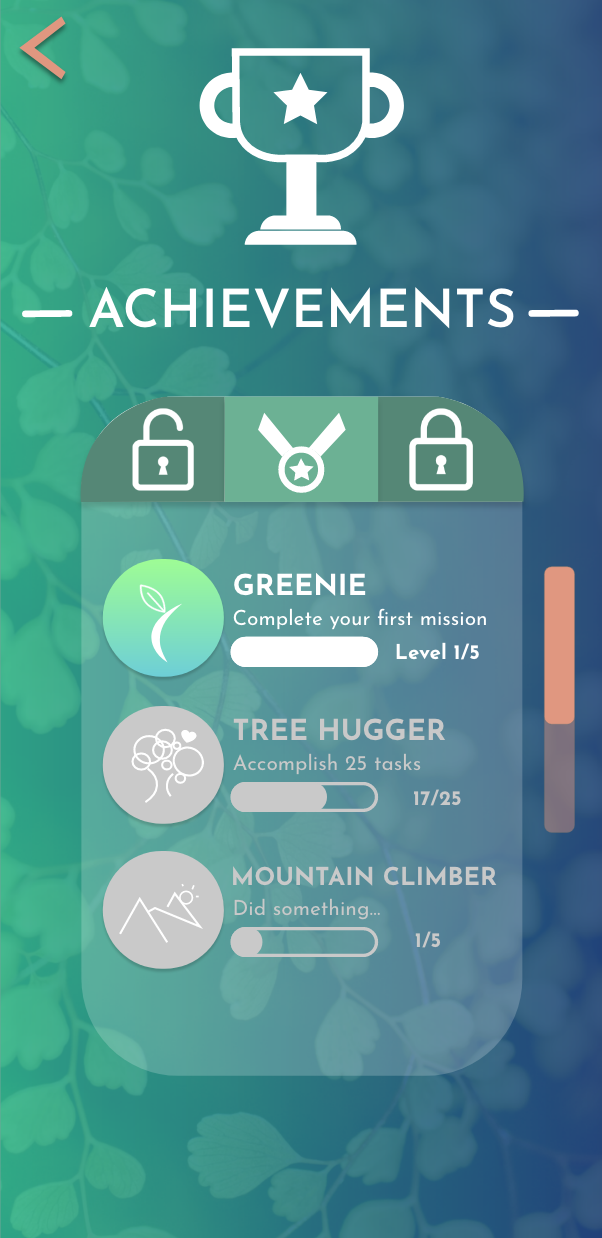 ACHIEVEMENTS
GREENIE
Complete your first mission
Level 1/5
TREE HUGGER
Accomplish 25 tasks
17/25
MOUNTAIN CLIMBER
Did something...
1/5